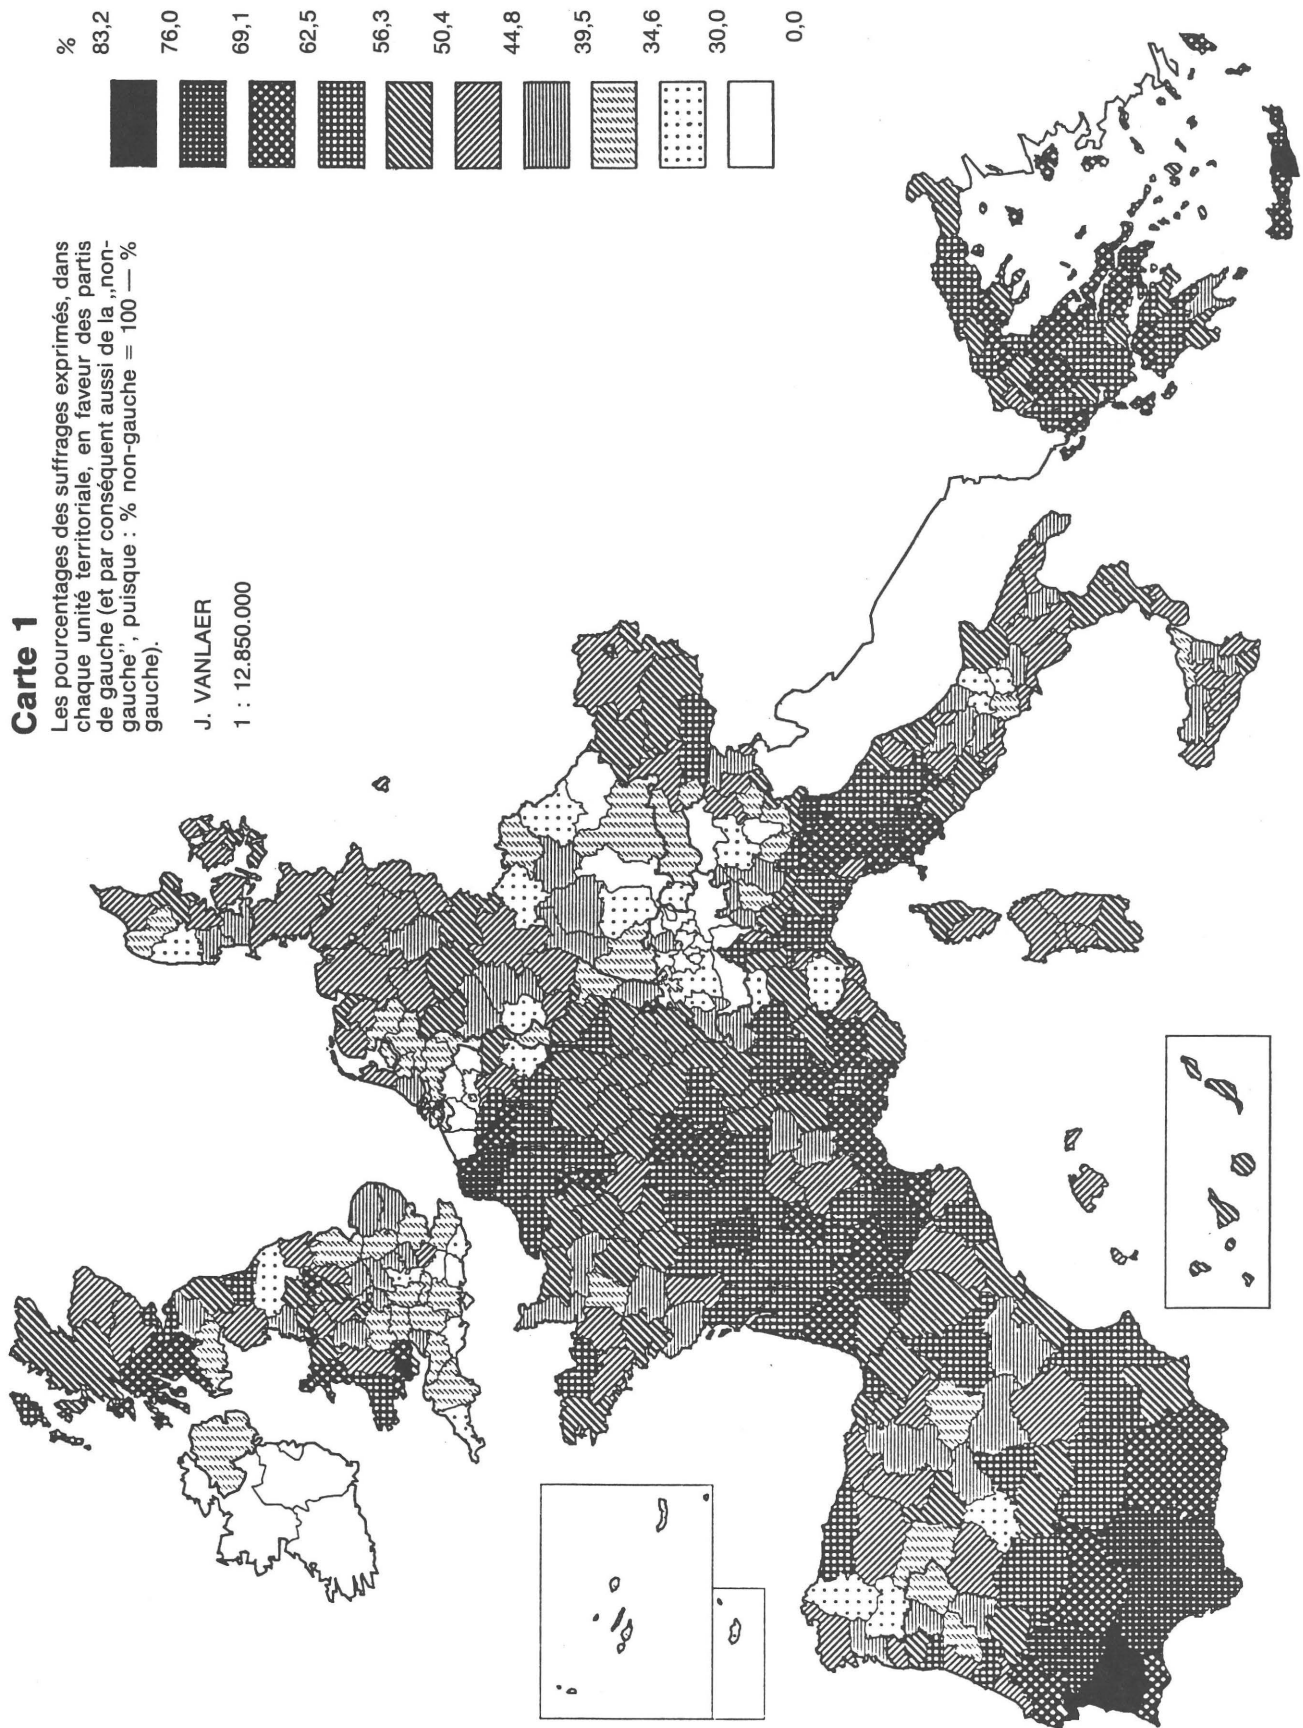 Carte 1
Les pourcentages des suffrages exprimés, dans
chaque unité territoriale, en faveur des partis
de gauche (et par conséquent aussi de la „non-
gauche”, puisque : % non-gauche = 100 — %
gauche).
J. VANLAER
1 : 12.850.000
%
83,2
76,0
69,1
62,5
56,3
50,4
44,8
39,5
34,6
30,0
0,0